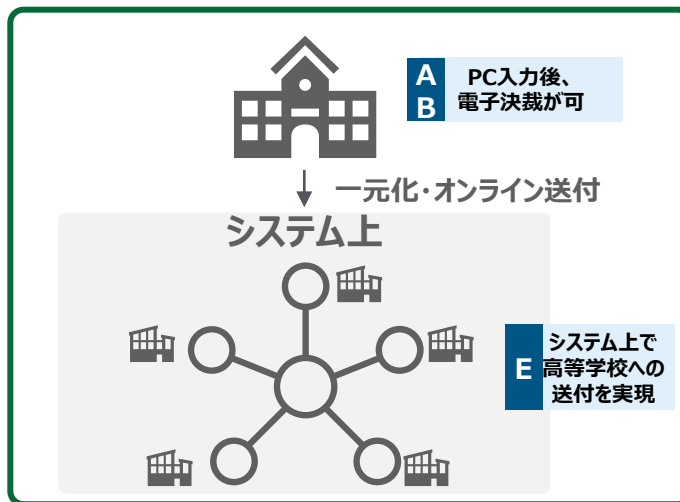 A
B
PC入力後、
電子決裁が可
一元化・オンライン送付
システム上
E
システム上で
高等学校への
送付を実現